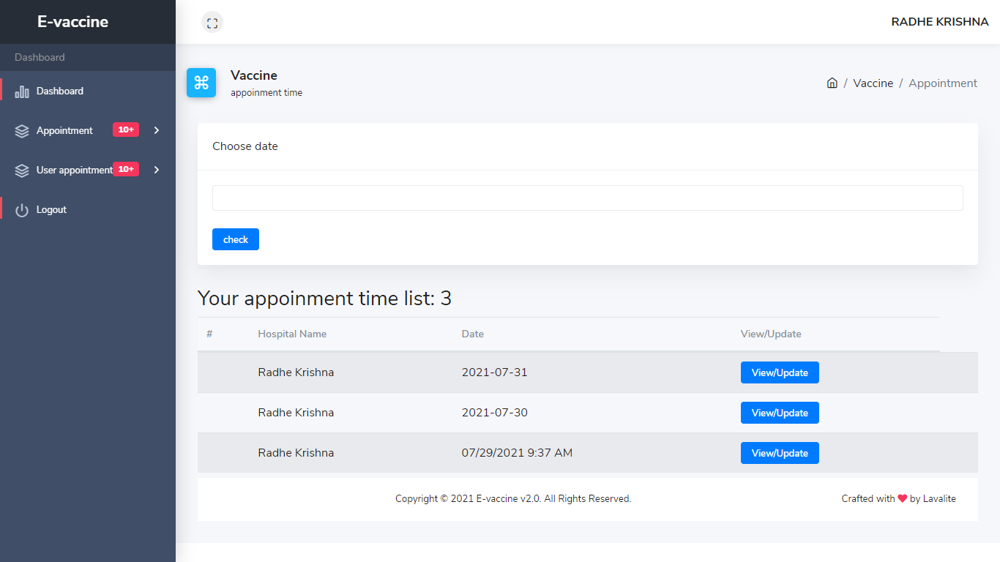 E-vaccine
RADHE KRISHNA
Dashboard
Dashboard
Appointment 10+
User appointment 10+
Logout
Vaccine
appoinment time
/ Vaccine / Appointment
Choose date
check
Your appoinment time list: 3
# Hospital Name Date View/Update
Radhe Krishna 2021-07-31 View/Update
Radhe Krishna 2021-07-30 View/Update
Radhe Krishna 07/29/2021 9:37 AM View/Update
Copyright © 2021 E-vaccine v2.0. All Rights Reserved. Crafted with ❤ by Lavalite